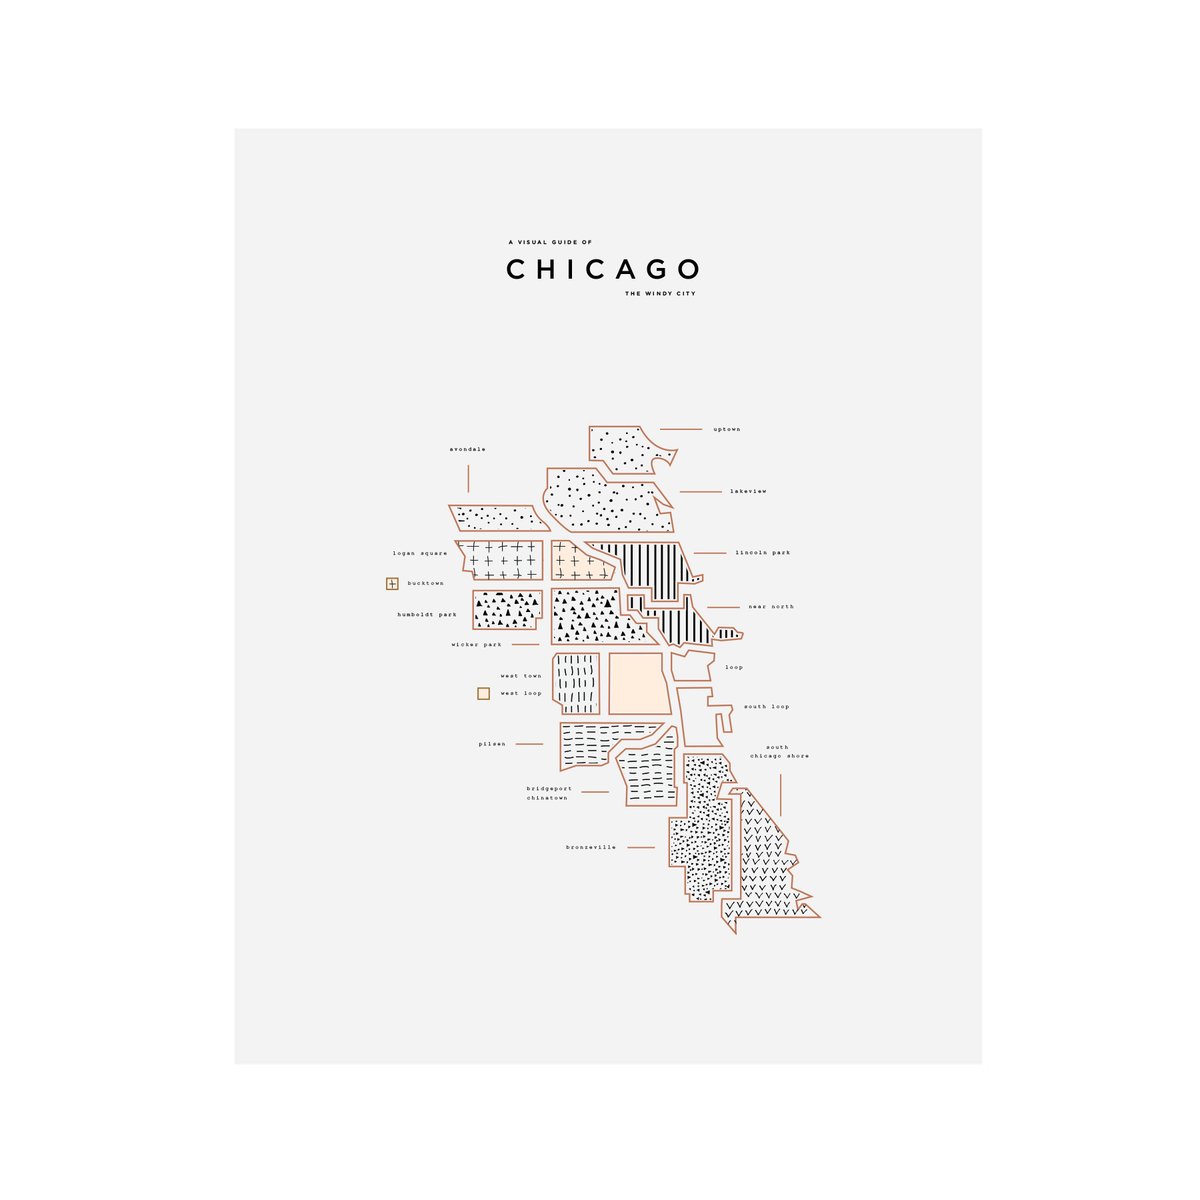 A VISUAL GUIDE OF
CHICAGO
THE WINDY CITY
uptown
avondale
lakeview
logan square
lincoln park
bucktown
near north
humboldt park
wicker park
loop
west town
west loop
south loop
pilsen
south
chicago shore
bridgeport
chinatown
bronzeville